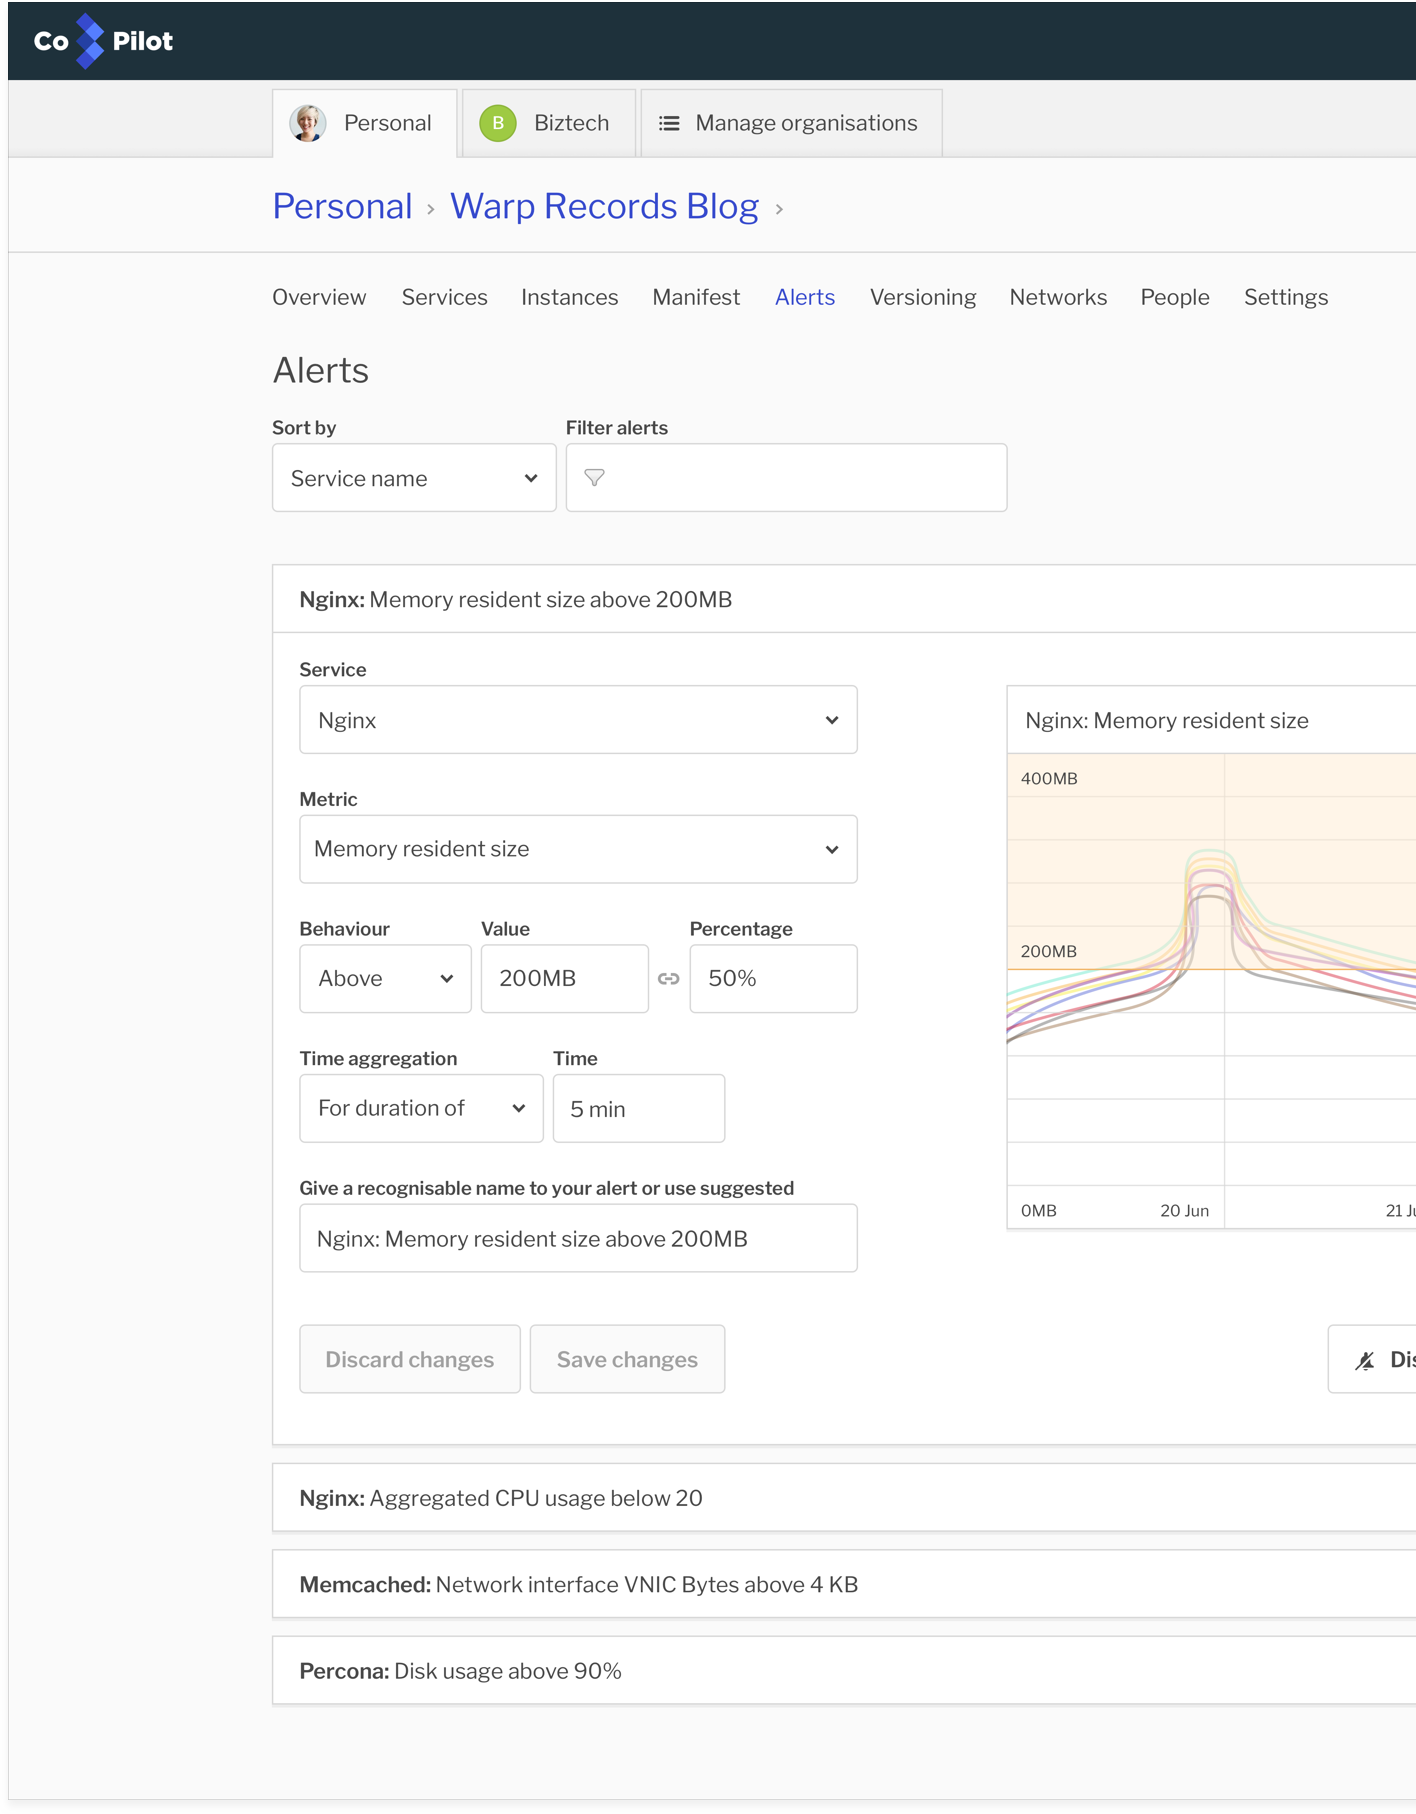 Co Pilot
Personal
B Biztech
Manage organisations
Personal › Warp Records Blog ›
Overview Services Instances Manifest Alerts Versioning Networks People Settings
Alerts
Sort by Filter alerts
Service name
Nginx: Memory resident size above 200MB
Service
Nginx
Metric
Memory resident size
Behaviour Value Percentage
Above 200MB 50%
Time aggregation Time
For duration of 5 min
Give a recognisable name to your alert or use suggested
Nginx: Memory resident size above 200MB
Discard changes Save changes
Nginx: Memory resident size
400MB
200MB
0MB 20 Jun 21
Nginx: Aggregated CPU usage below 20
Memcached: Network interface VNIC Bytes above 4 KB
Percona: Disk usage above 90%